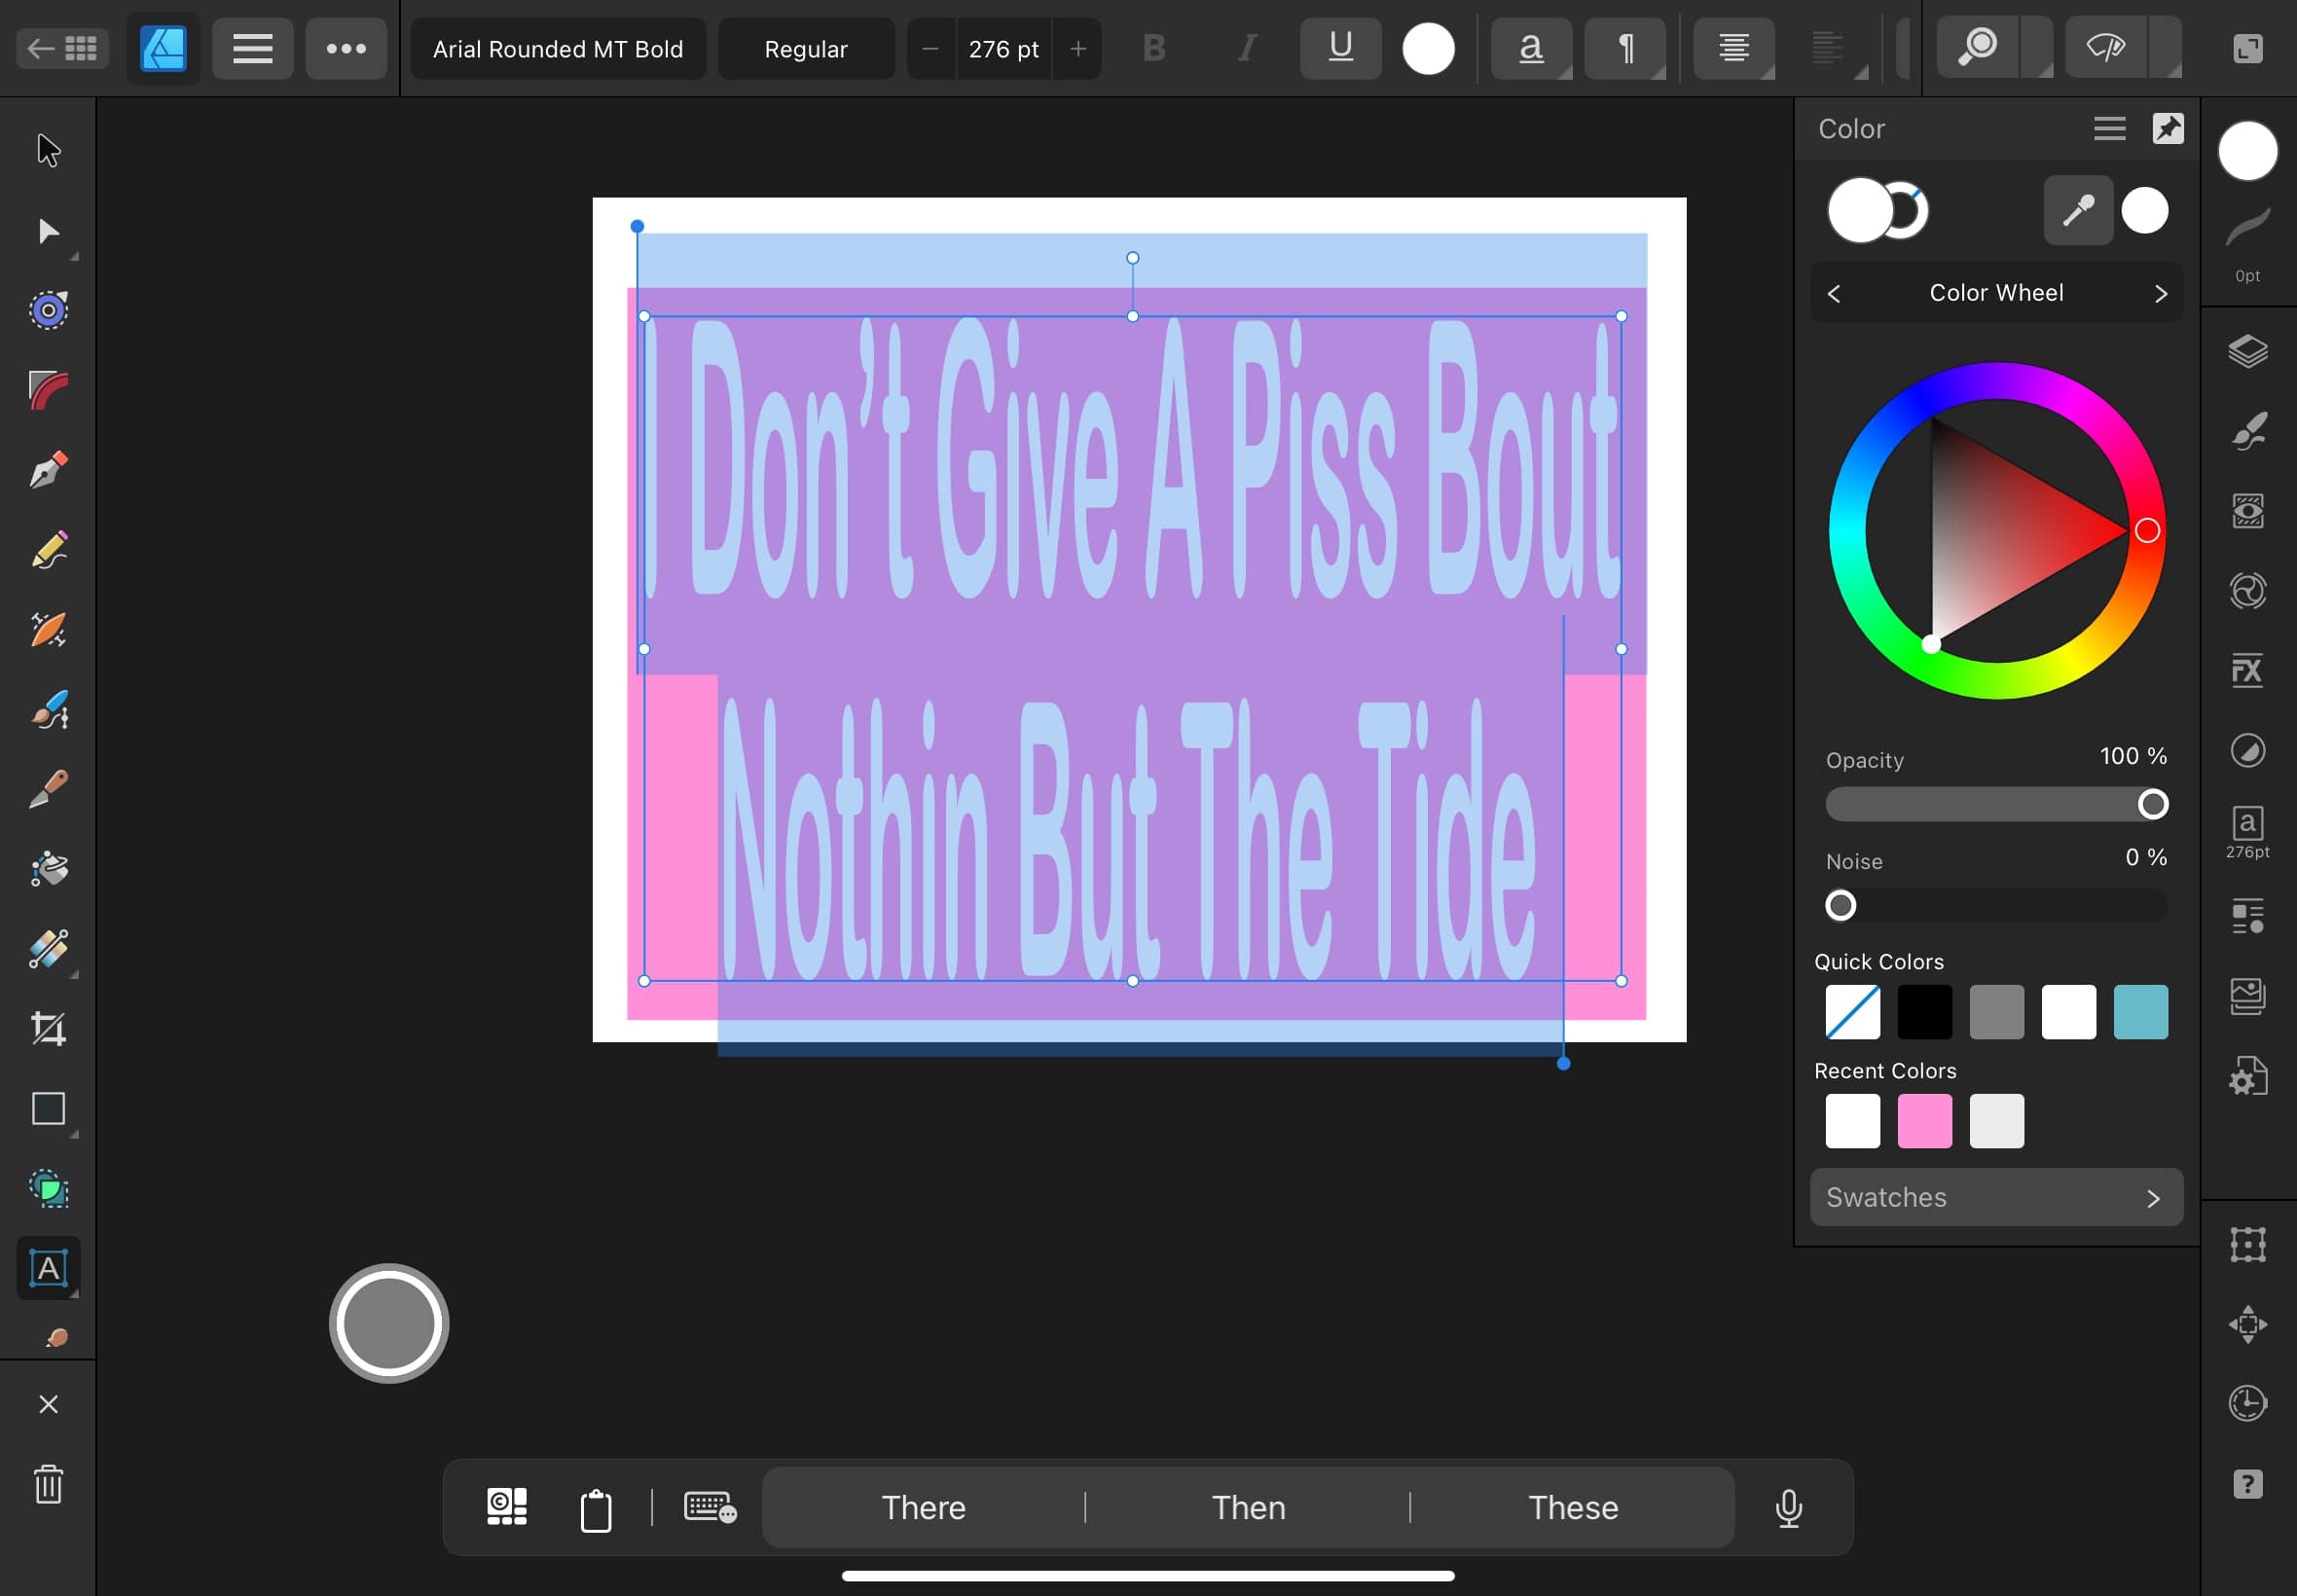 Arial Rounded MT Bold Regular 276 pt B I U a ¶
Color
0pt
Color Wheel
I Don't Give A Piss Bout
Nothin But The Tide
FX
Opacity 100 %
a
276pt
Noise 0 %
Quick Colors
Recent Colors
Swatches
A
There Then These
?